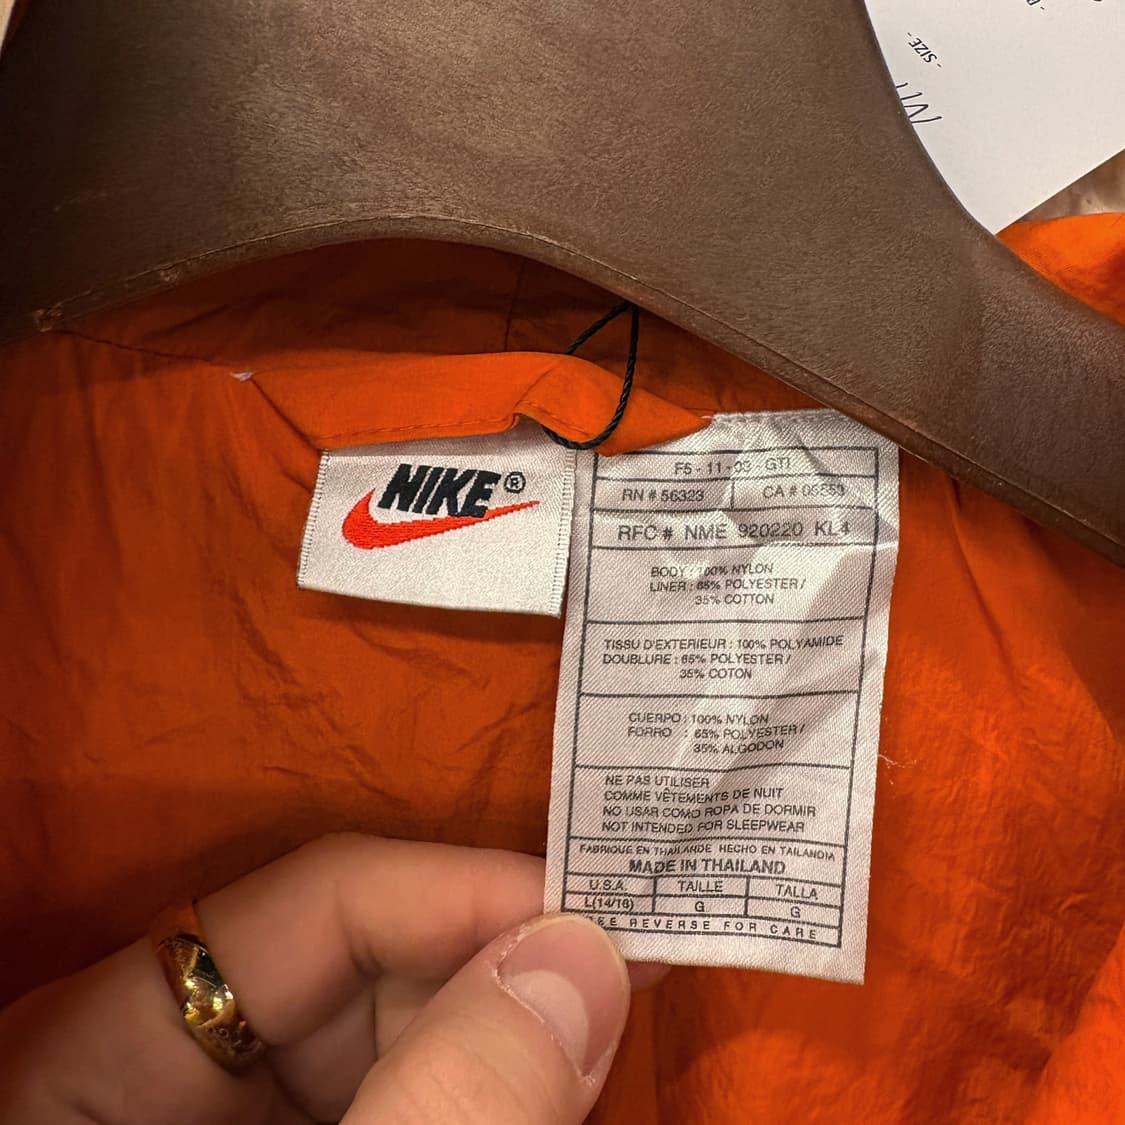 - SIZE -
NIKE®
F5 - 11 - 03 GTI
RN # 56323 CA # 05553
RFC # NME 920220 KL4
BODY : 100% NYLON
LINER : 65% POLYESTER /
35% COTTON
TISSU D'EXTERIEUR : 100% POLYAMIDE
DOUBLURE : 65% POLYESTER /
35% COTON
CUERPO : 100% NYLON
FORRO : 65% POLYESTER /
35% ALGODON
NE PAS UTILISER
COMME VÊTEMENTS DE NUIT
NO USAR COMO ROPA DE DORMIR
NOT INTENDED FOR SLEEPWEAR
FABRIQUE EN THAILANDE HECHO EN TAILANDIA
MADE IN THAILAND
U.S.A. TAILLE TALLA
L(14/16) G G
SEE REVERSE FOR CARE